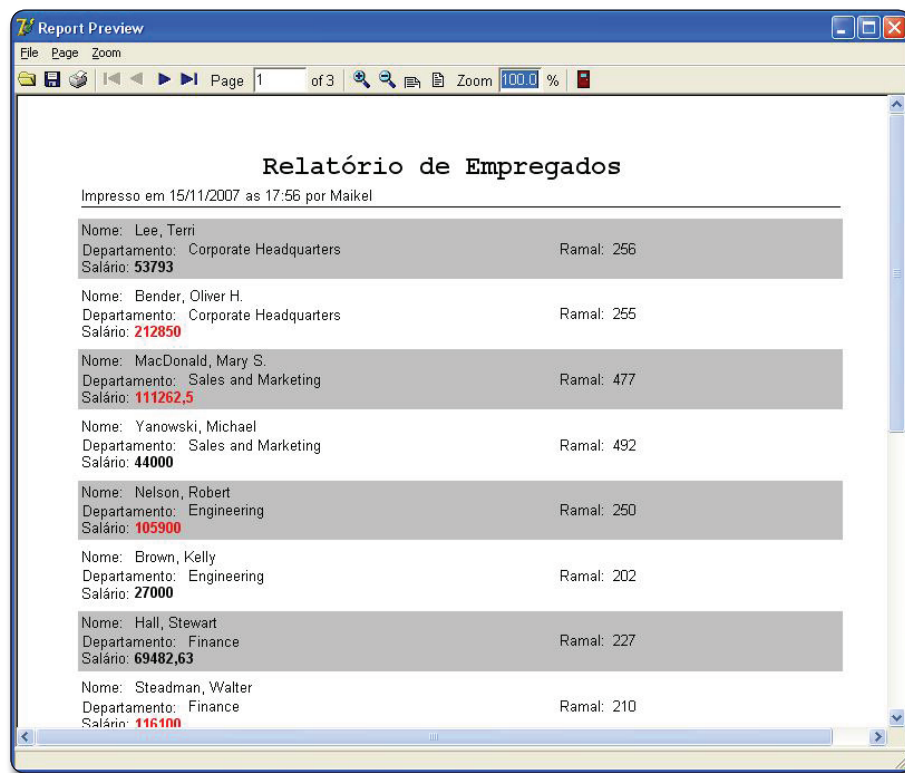 Report Preview
File Page Zoom
Page 1 of 3 Zoom 100.0 %
Relatório de Empregados
Impresso em 15/11/2007 as 17:56 por Maikel
Nome: Lee, Terri
Departamento: Corporate Headquarters Ramal: 256
Salário: 53793
Nome: Bender, Oliver H.
Departamento: Corporate Headquarters Ramal: 255
Salário: 212850
Nome: MacDonald, Mary S.
Departamento: Sales and Marketing Ramal: 477
Salário: 111262,5
Nome: Yanowski, Michael
Departamento: Sales and Marketing Ramal: 492
Salário: 44000
Nome: Nelson, Robert
Departamento: Engineering Ramal: 250
Salário: 105900
Nome: Brown, Kelly
Departamento: Engineering Ramal: 202
Salário: 27000
Nome: Hall, Stewart
Departamento: Finance Ramal: 227
Salário: 69482,63
Nome: Steadman, Walter
Departamento: Finance Ramal: 210
Salário: 116100